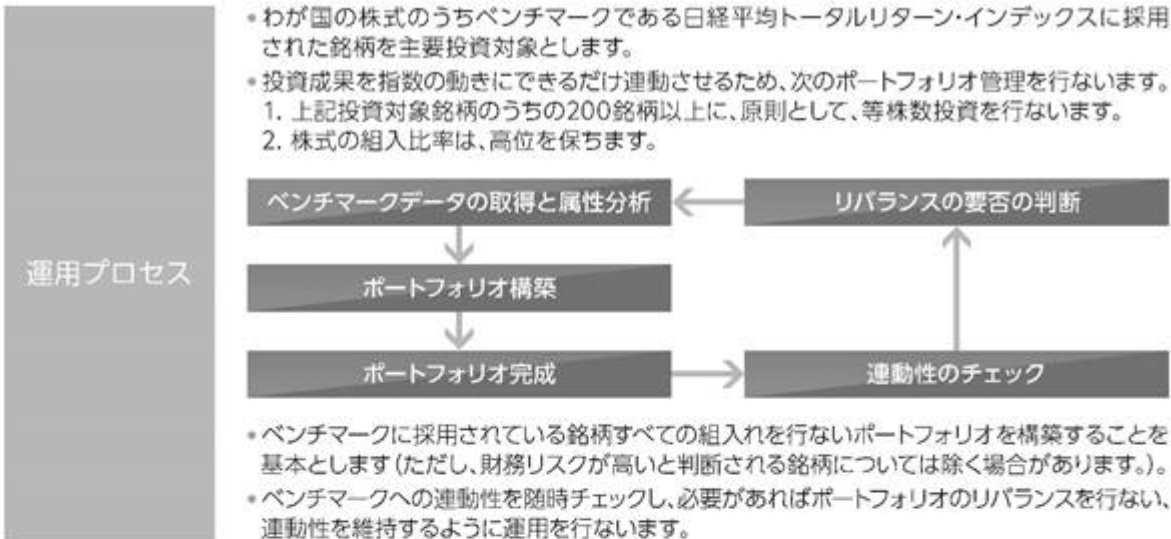 運用プロセス
•わが国の株式のうちベンチマークである日経平均トータルリターン・インデックスに採用
された銘柄を主要投資対象とします。
•投資成果を指数の動きにできるだけ連動させるため、次のポートフォリオ管理を行ないます。
1. 上記投資対象銘柄のうちの200銘柄以上に、原則として、等株数投資を行ないます。
2. 株式の組入比率は、高位を保ちます。
ベンチマークデータの取得と属性分析
リバランスの要否の判断
ポートフォリオ構築
ポートフォリオ完成
連動性のチェック
•ベンチマークに採用されている銘柄すべての組入れを行ないポートフォリオを構築することを
基本とします(ただし、財務リスクが高いと判断される銘柄については除く場合があります。)。
•ベンチマークへの連動性を随時チェックし、必要があればポートフォリオのリバランスを行ない、
連動性を維持するように運用を行ないます。